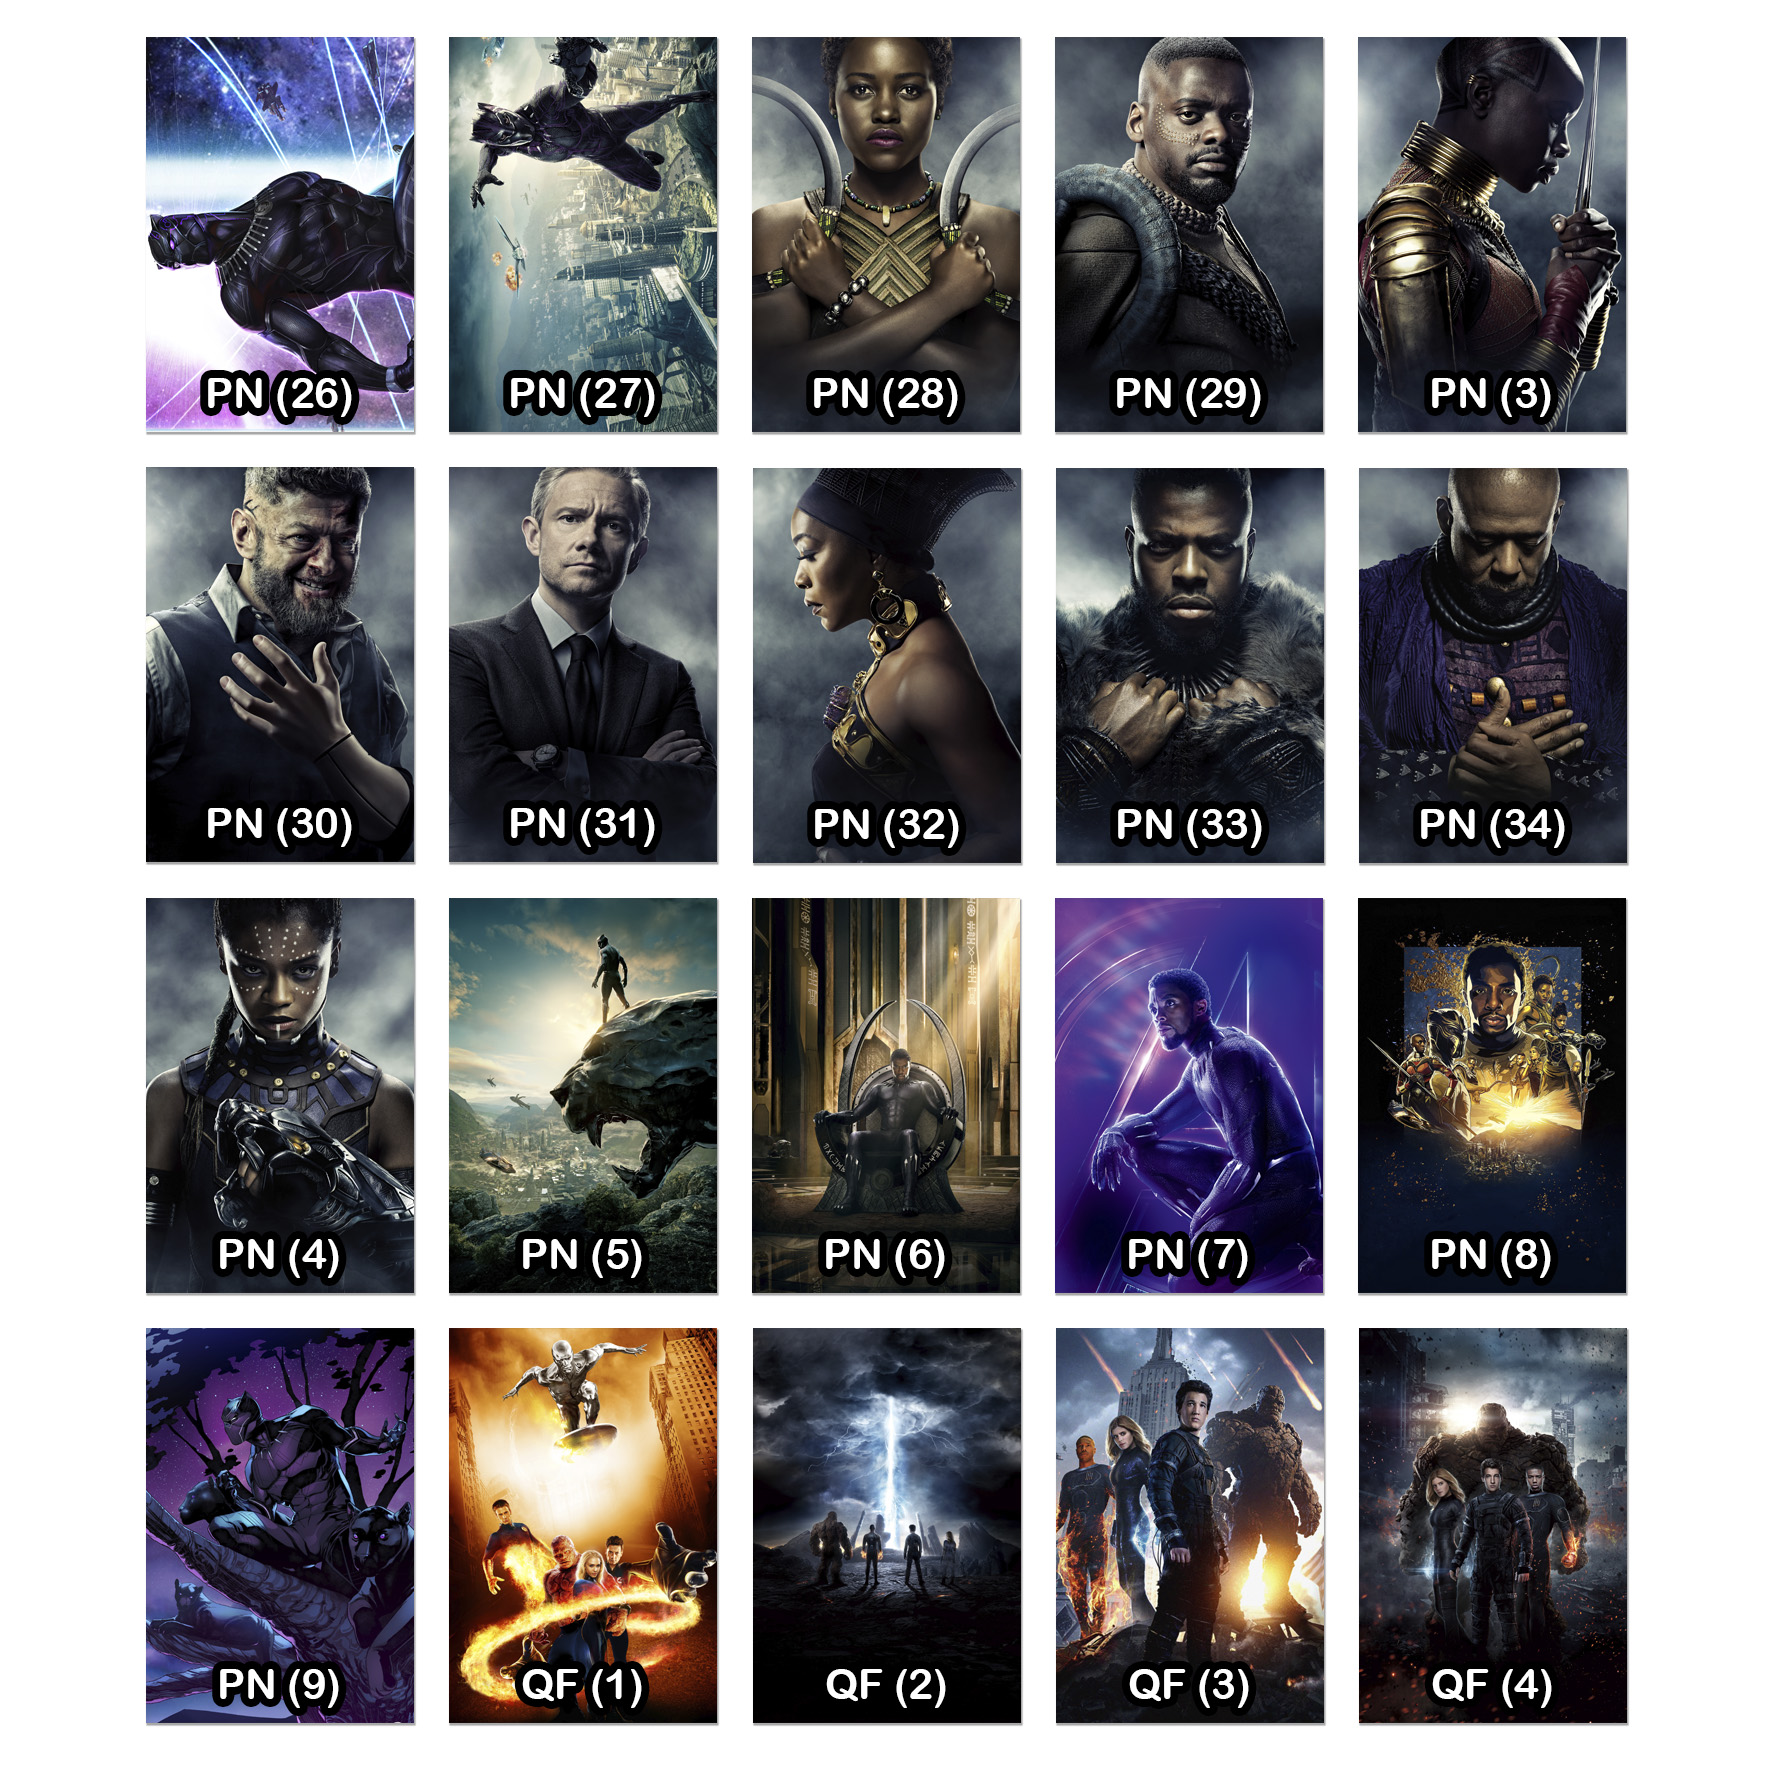 PN (26)
PN (27)
PN (28)
PN (29)
PN (3)
PN (30)
PN (31)
PN (32)
PN (33)
PN (34)
PN (4)
PN (5)
PN (6)
PN (7)
PN (8)
PN (9)
QF (1)
QF (2)
QF (3)
QF (4)